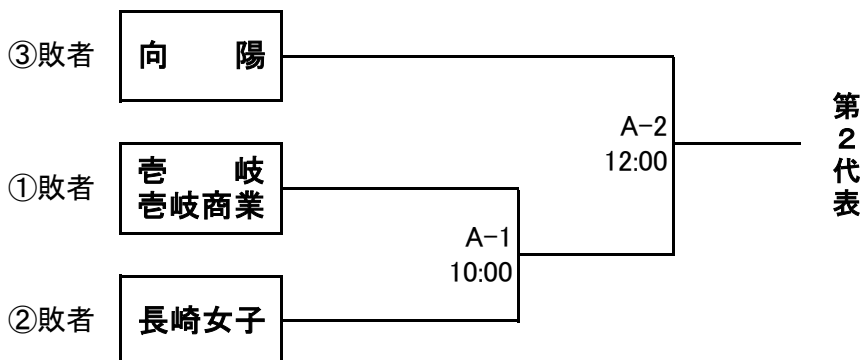 ③敗者
向　　陽
①敗者
壱　　岐
壱岐商業
②敗者
長崎女子
A-1
10:00
A-2
12:00
第２代表